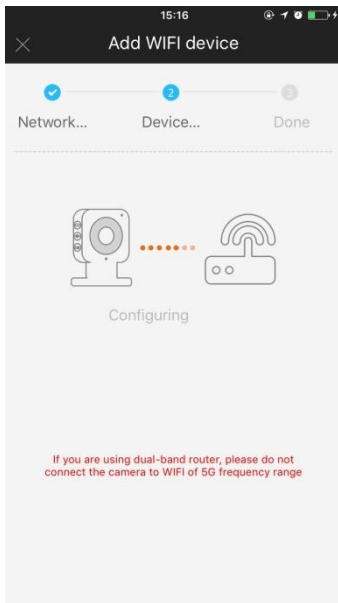 15:16
Add WIFI device
2
3
Network...
Device...
Done
Configuring
If you are using dual-band router, please do not
connect the camera to WIFI of 5G frequency range